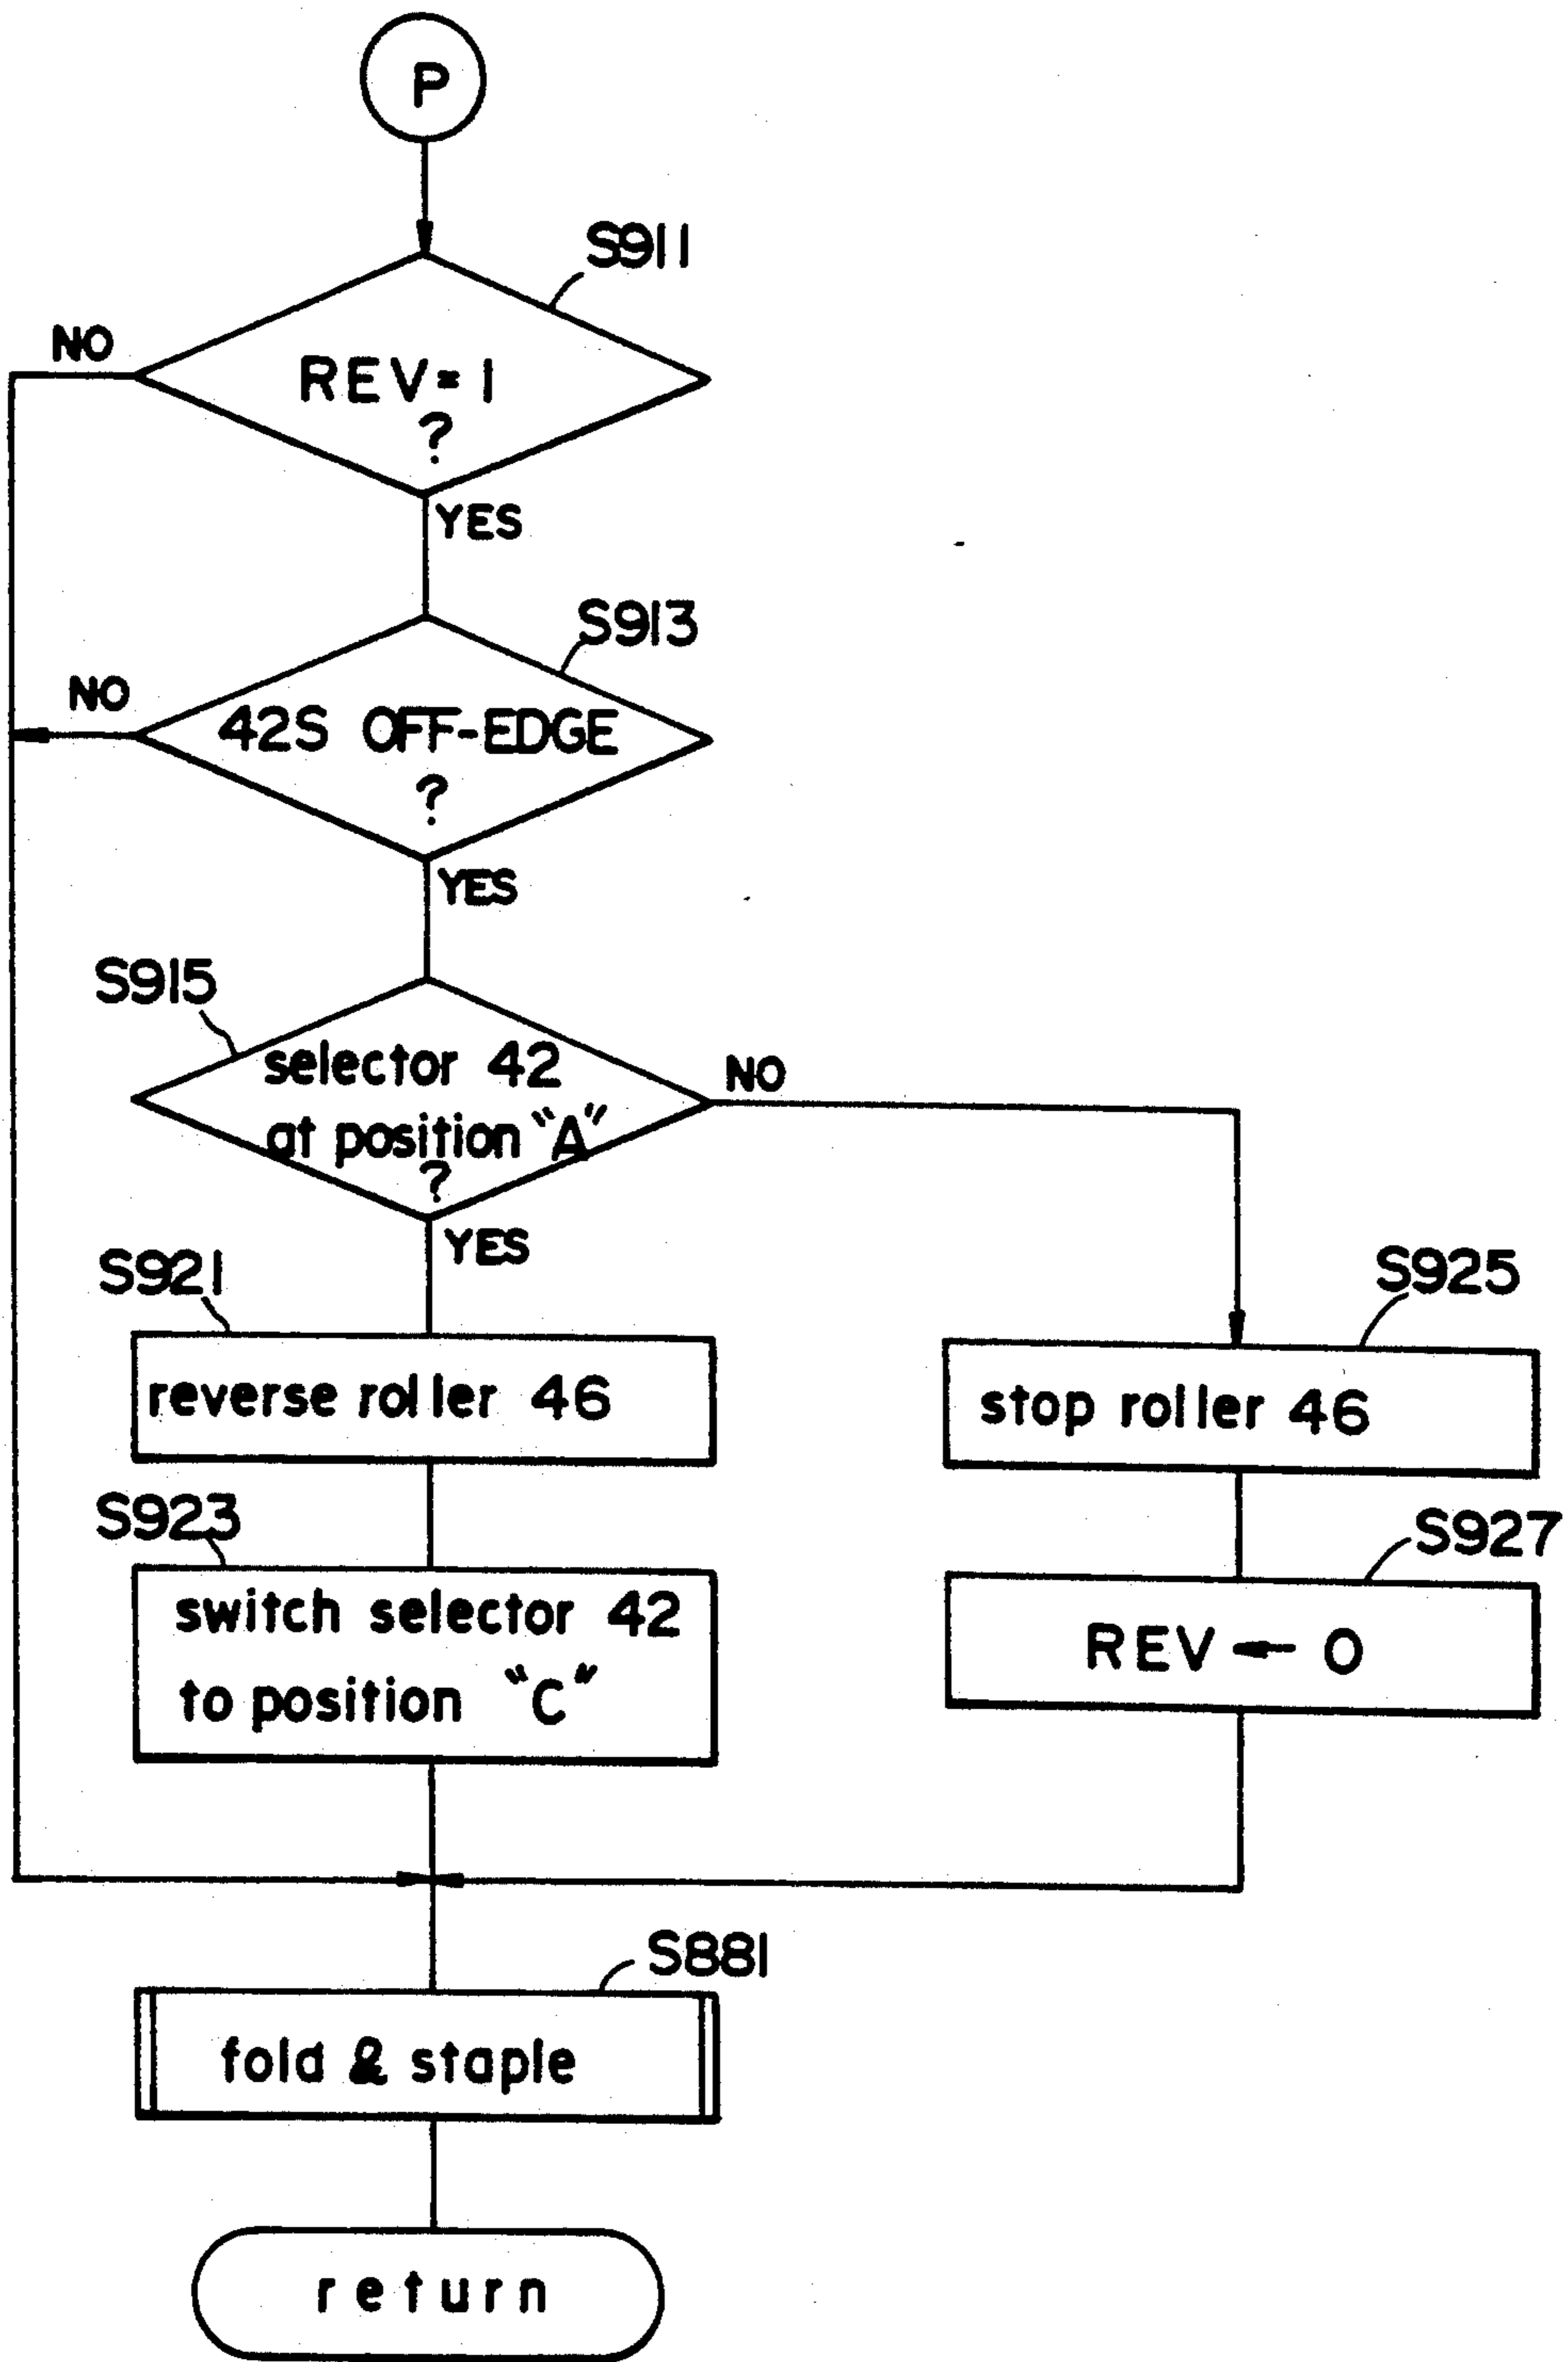 P
S911
NO
REV=1
?
YES
S913
NO
42S OFF-EDGE
?
YES
S915
selector 42
at position "A"
?
NO
YES
S921
reverse roller 46
S925
stop roller 46
S923
switch selector 42
to position "C"
S927
REV ← 0
S881
fold & staple
return